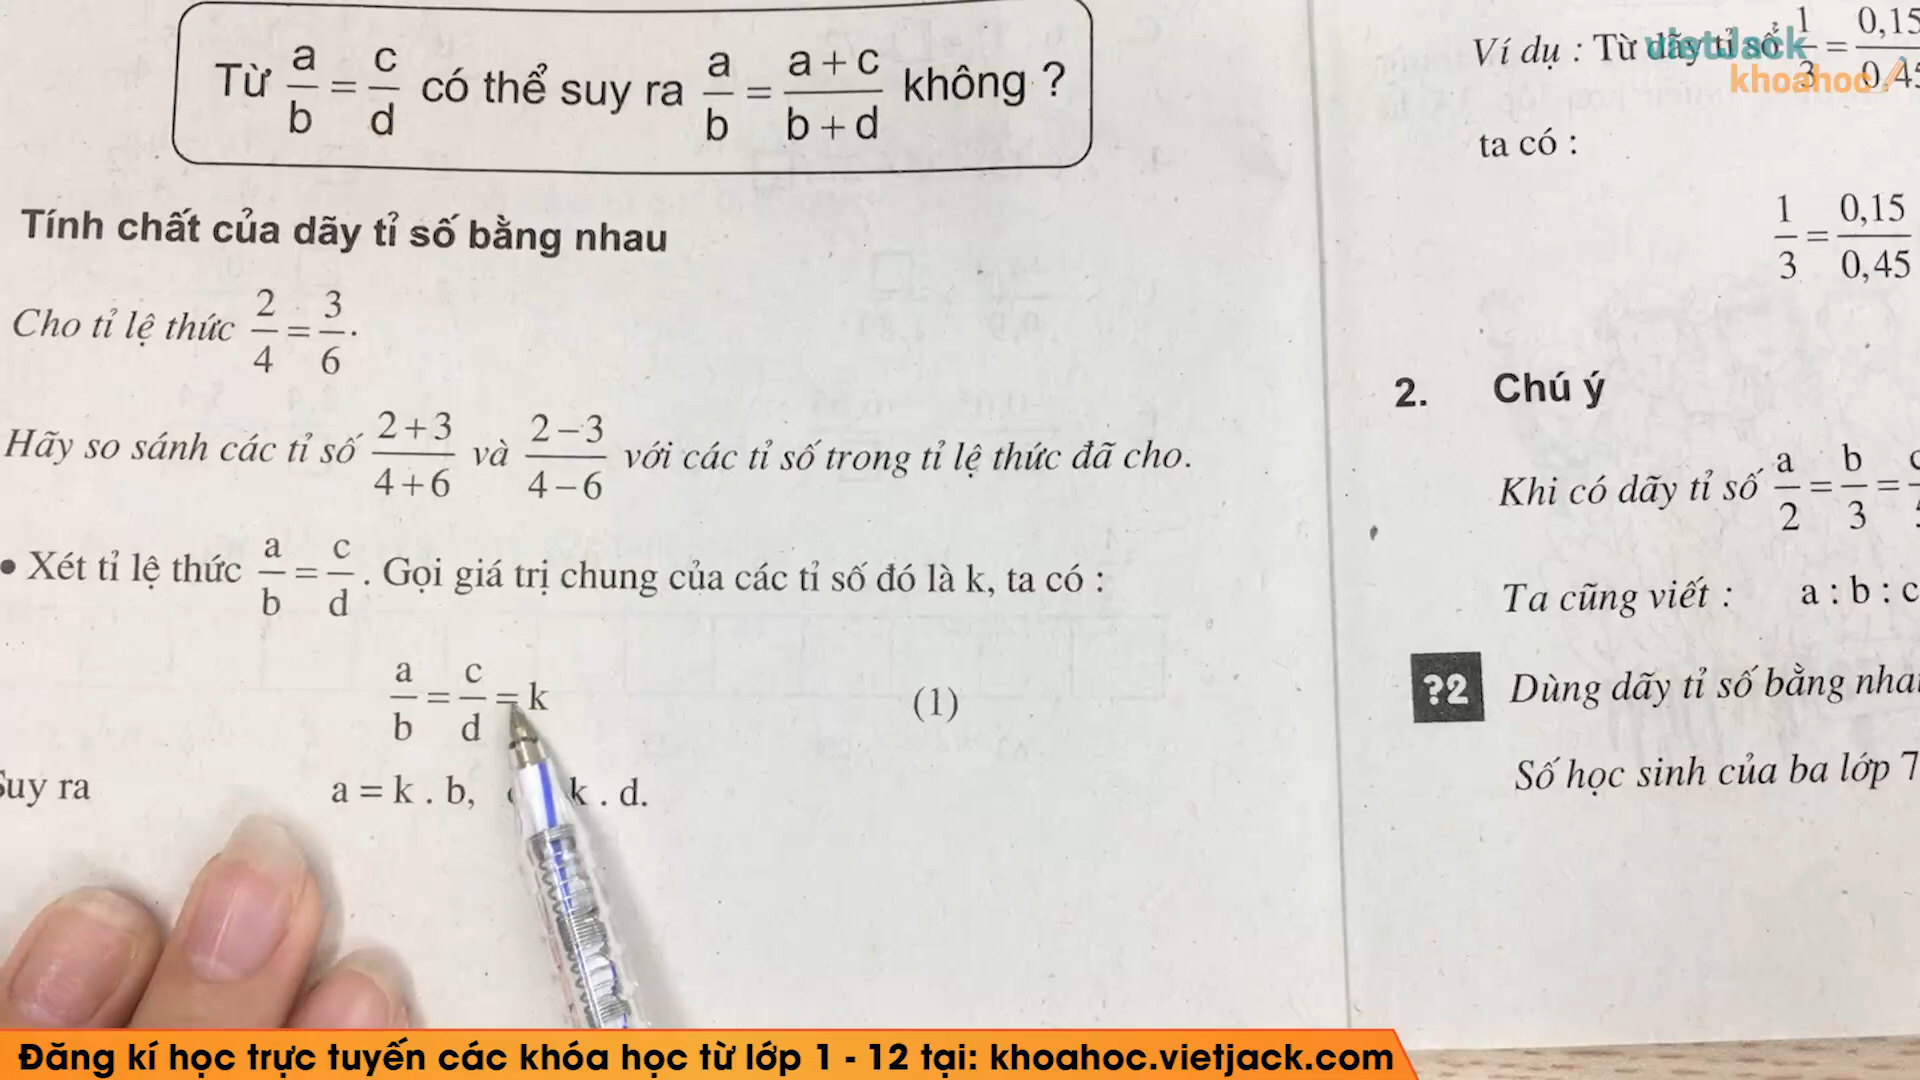 Từ a/b = c/d có thể suy ra a/b = (a+c)/(b+d) không ?
Tính chất của dãy tỉ số bằng nhau
Cho tỉ lệ thức 2/4 = 3/6.
Hãy so sánh các tỉ số (2+3)/(4+6) và (2−3)/(4−6) với các tỉ số trong tỉ lệ thức đã cho.
• Xét tỉ lệ thức a/b = c/d . Gọi giá trị chung của các tỉ số đó là k, ta có :
a/b = c/d = k (1)
Suy ra a = k . b, k . d.
Ví dụ : Từ dãy tỉ số 1/3 = 0,15
ta có :
1/3 = 0,15/0,45
2. Chú ý
Khi có dãy tỉ số a/2 = b/3 =
Ta cũng viết : a : b : c
?2 Dùng dãy tỉ số bằng
Số học sinh của ba lớp 7
vietJack
khoahoc
Đăng kí học trực tuyến các khóa học từ lớp 1 - 12 tại: khoahoc.vietjack.com